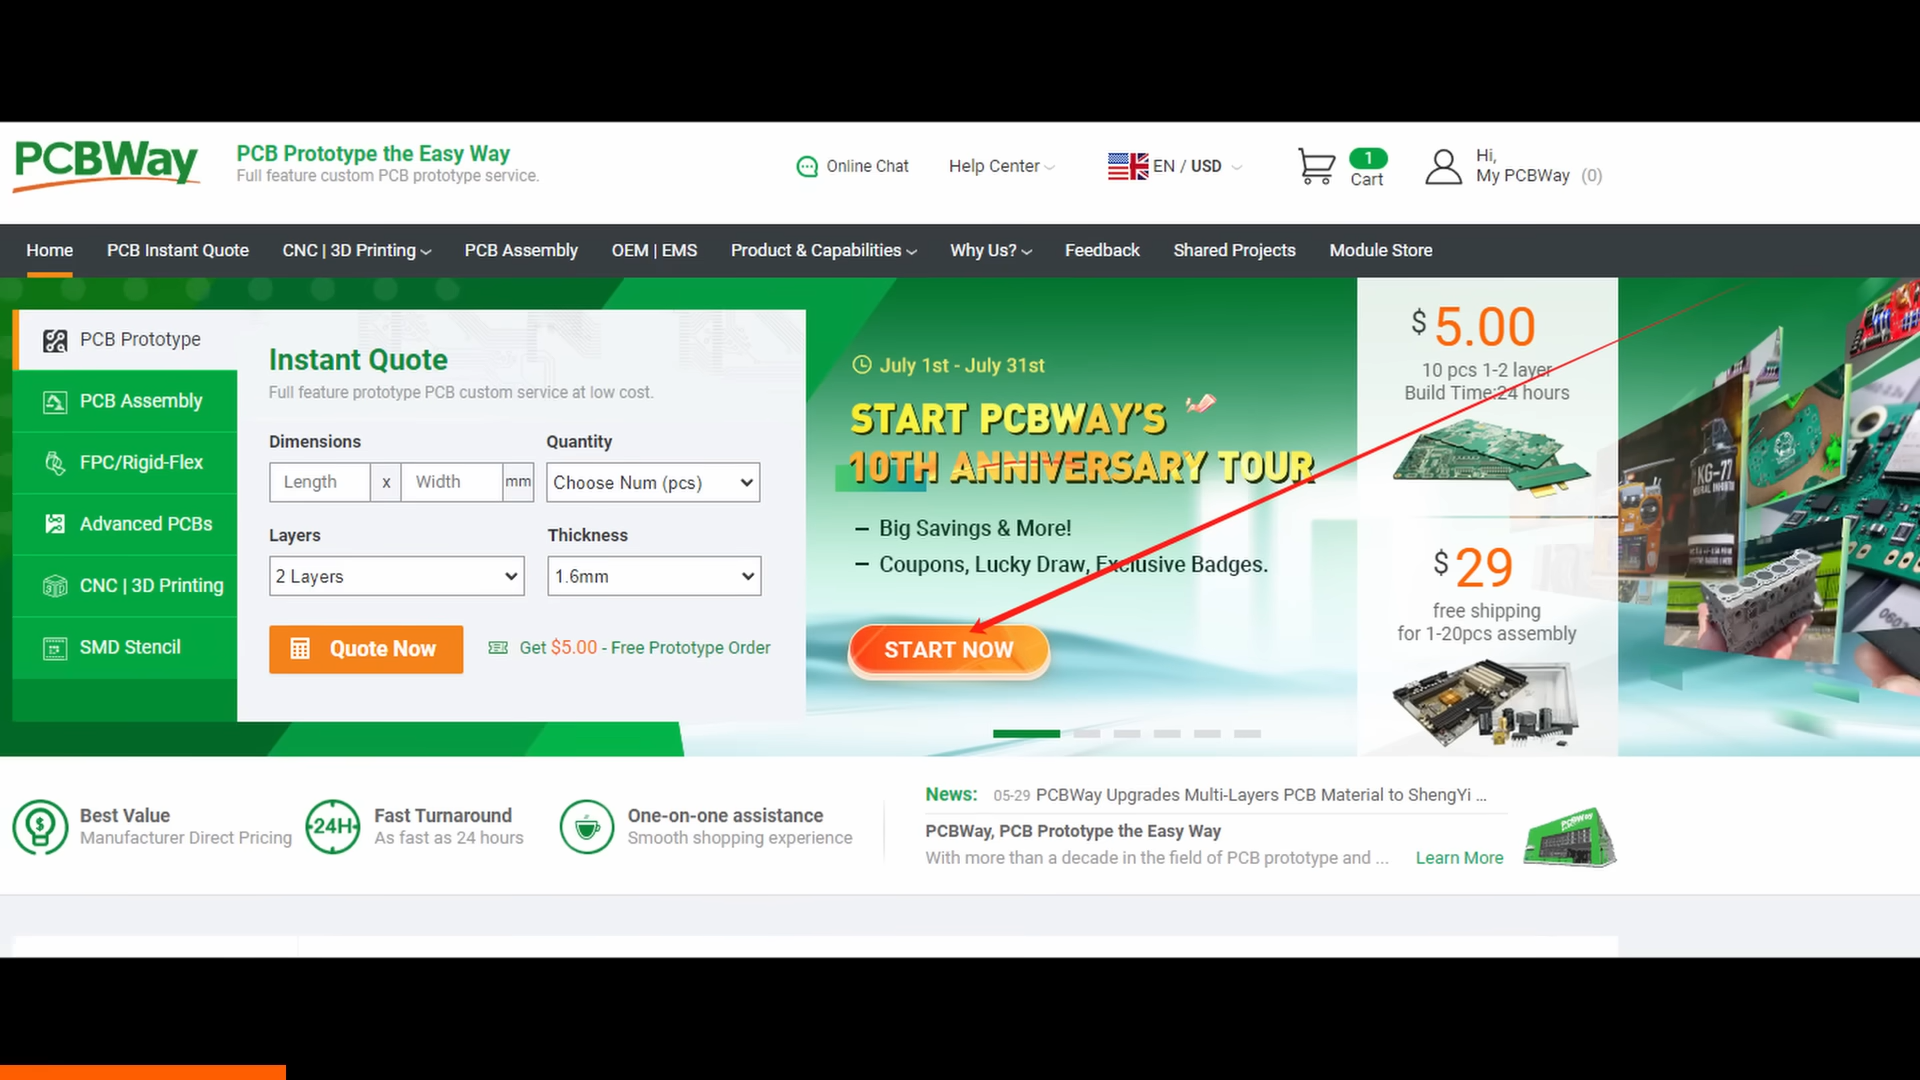 PCBWay
PCB Prototype the Easy Way
Full feature custom PCB prototype service.
Online Chat
Help Center
EN / USD
1
Cart
Hi,
My PCBWay (0)
Home
PCB Instant Quote
CNC | 3D Printing
PCB Assembly
OEM | EMS
Product & Capabilities
Why Us?
Feedback
Shared Projects
Module Store
PCB Prototype
PCB Assembly
FPC/Rigid-Flex
Advanced PCBs
CNC | 3D Printing
SMD Stencil
Instant Quote
Full feature prototype PCB custom service at low cost.
Dimensions
Length x Width mm
Quantity
Choose Num (pcs)
Layers
2 Layers
Thickness
1.6mm
Quote Now
Get $5.00 - Free Prototype Order
July 1st - July 31st
START PCBWAY'S
10TH ANNIVERSARY TOUR
– Big Savings & More!
– Coupons, Lucky Draw, Exclusive Badges.
START NOW
$ 5.00
10 pcs 1-2 layer
Build Time:24 hours
$ 29
free shipping
for 1-20pcs assembly
KG-77
Best Value
Manufacturer Direct Pricing
24H
Fast Turnaround
As fast as 24 hours
One-on-one assistance
Smooth shopping experience
News: 05-29 PCBWay Upgrades Multi-Layers PCB Material to ShengYi ...
PCBWay, PCB Prototype the Easy Way
With more than a decade in the field of PCB prototype and ... Learn More
PCBWay